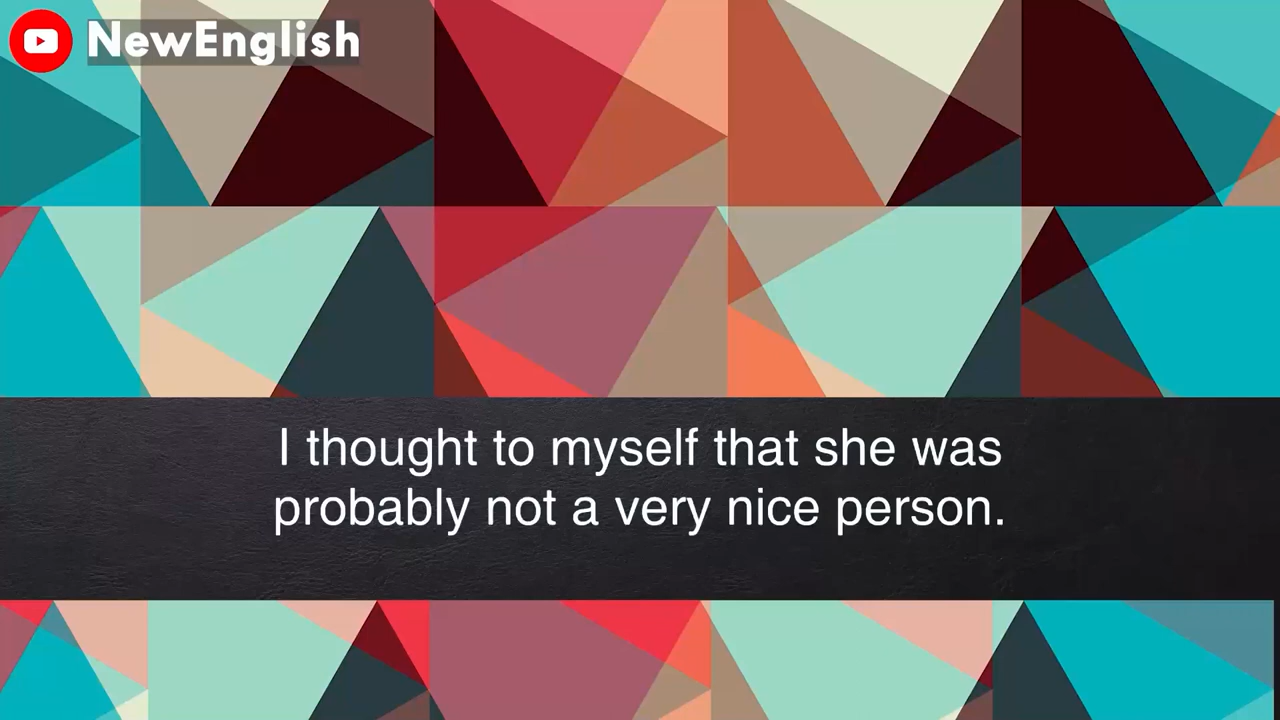 NewEnglish
I thought to myself that she was
probably not a very nice person.